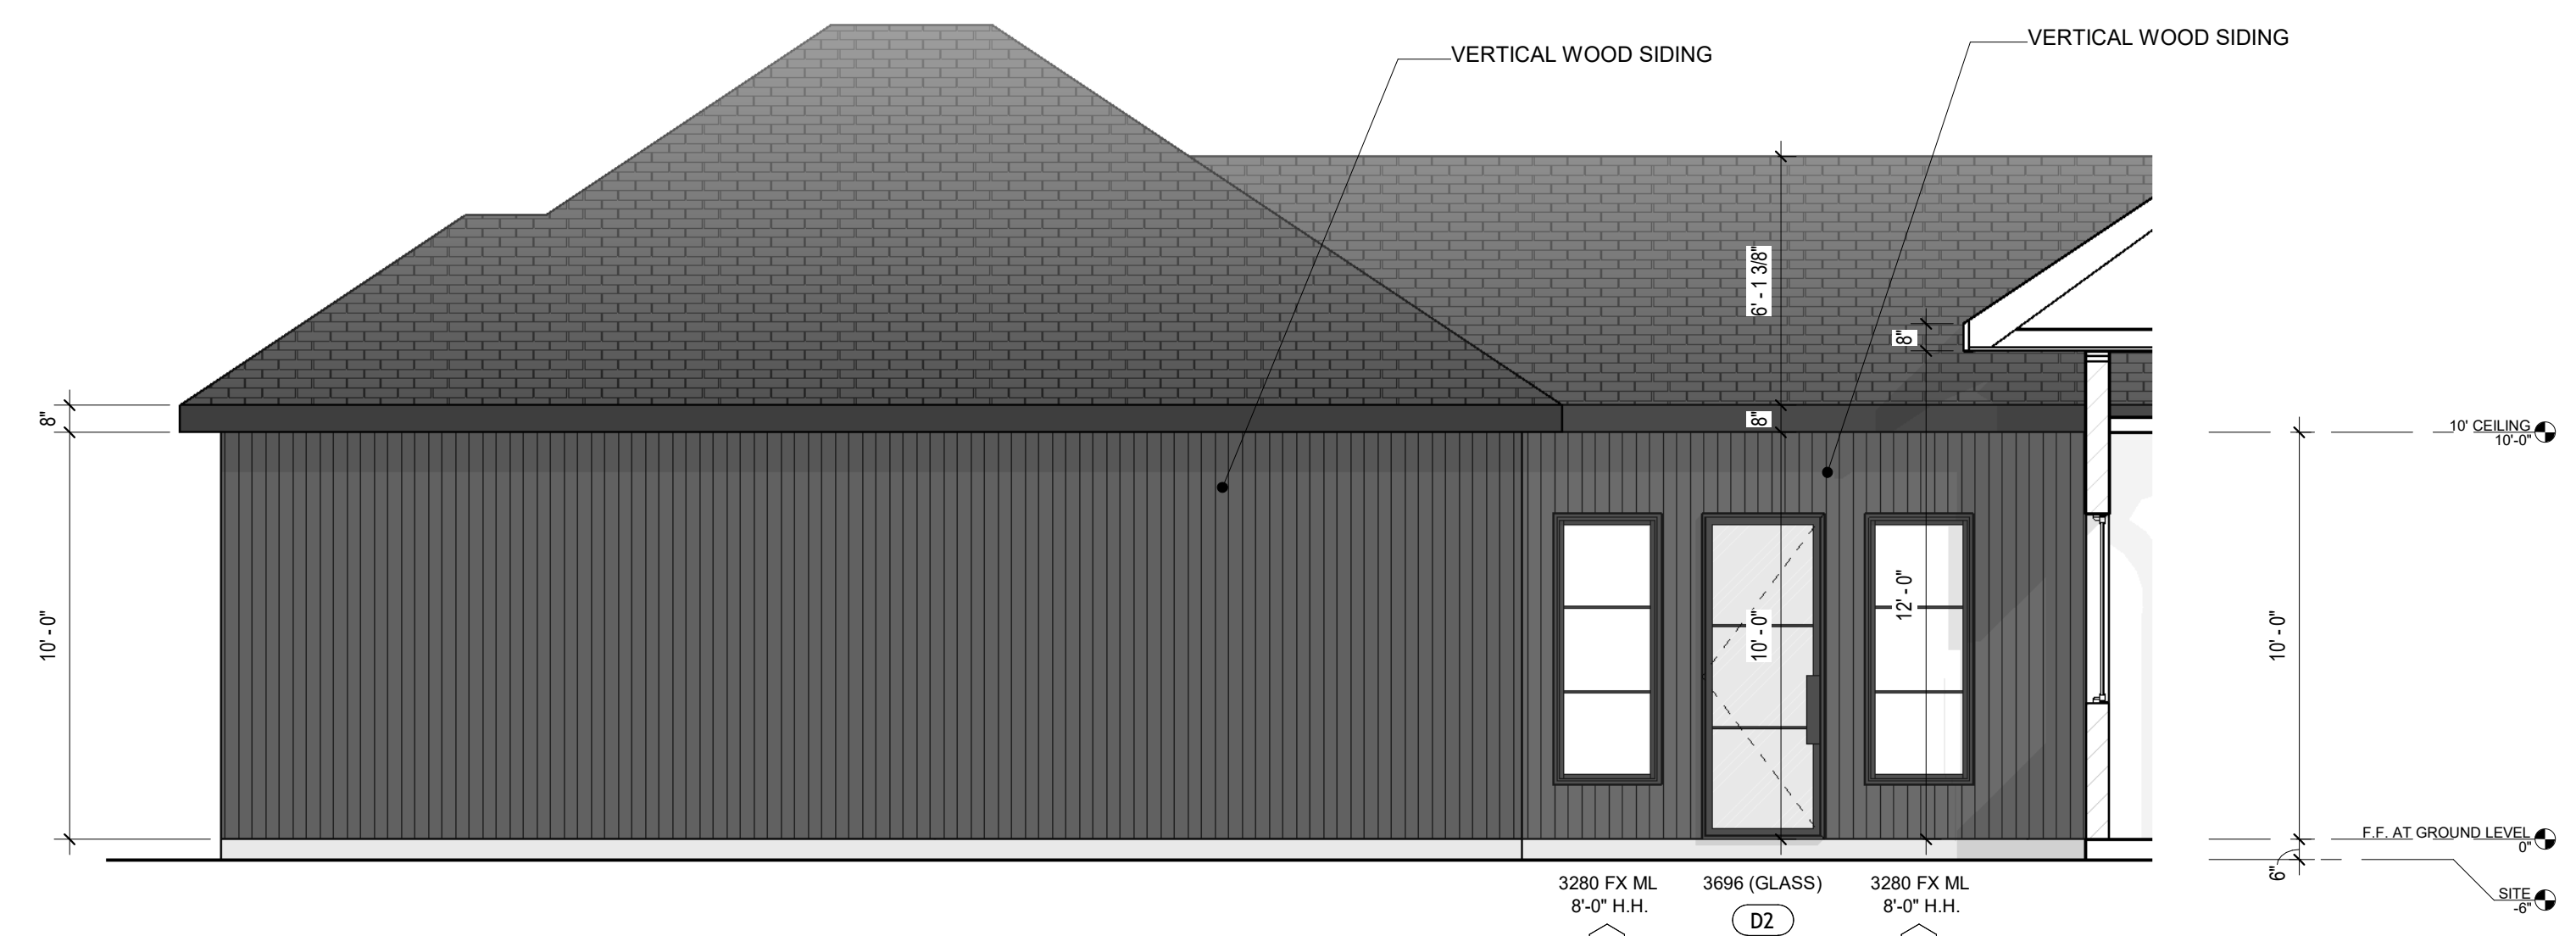 VERTICAL WOOD SIDING
VERTICAL WOOD SIDING
6' - 1 3/8"
8"
8"
8"
10' - 0"
10' - 0"
12' - 0"
10' - 0"
10' CEILING
10'-0"
F.F. AT GROUND LEVEL
0"
6"
SITE
-6"
3280 FX ML
8'-0" H.H.
3696 (GLASS)
D2
3280 FX ML
8'-0" H.H.